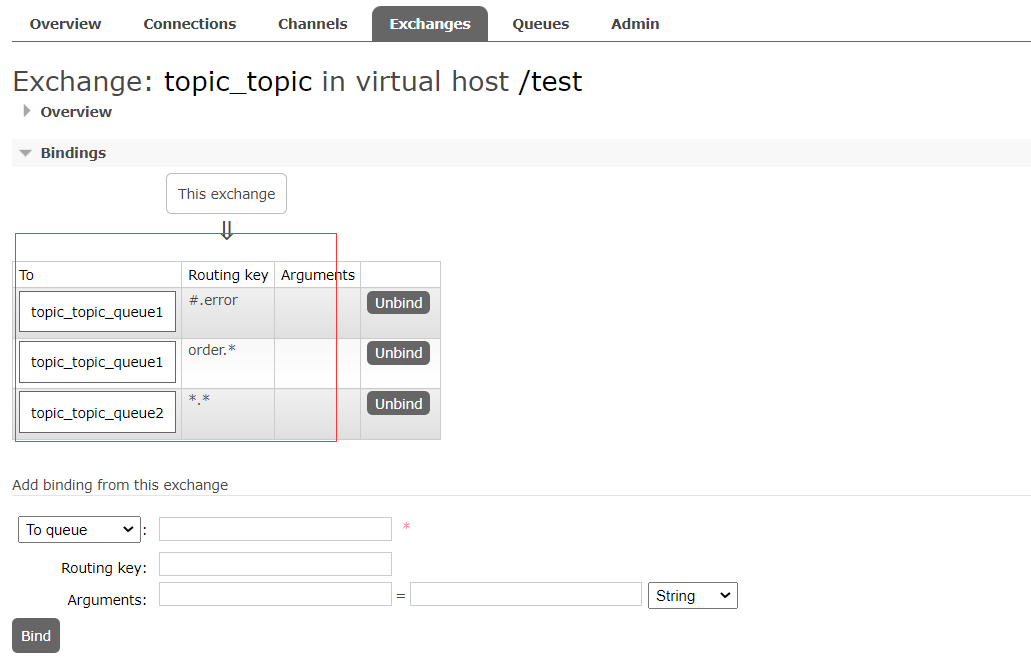 Overview Connections Channels Exchanges Queues Admin
Exchange: topic_topic in virtual host /test
Overview
Bindings
This exchange
⇓
To Routing key Arguments
topic_topic_queue1 #.error Unbind
topic_topic_queue1 order.* Unbind
topic_topic_queue2 *.* Unbind
Add binding from this exchange
To queue : *
Routing key:
Arguments: = String
Bind